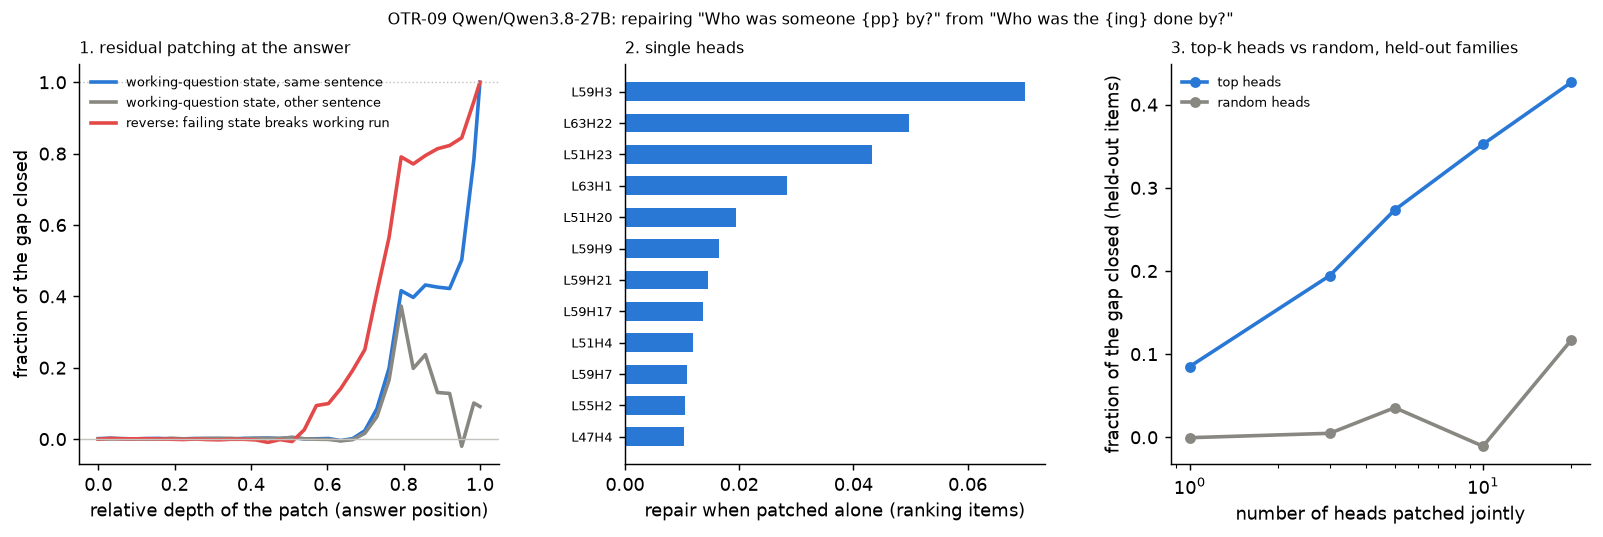 OTR-09 Qwen/Qwen3.8-27B: repairing "Who was someone {pp} by?" from "Who was the {ing} done by?"
1. residual patching at the answer
fraction of the gap closed
1.0
0.8
0.6
0.4
0.2
0.0
working-question state, same sentence
working-question state, other sentence
reverse: failing state breaks working run
0.0 0.2 0.4 0.6 0.8 1.0
relative depth of the patch (answer position)
2. single heads
L59H3
L63H22
L51H23
L63H1
L51H20
L59H9
L59H21
L59H17
L51H4
L59H7
L55H2
L47H4
0.00 0.02 0.04 0.06
repair when patched alone (ranking items)
3. top-k heads vs random, held-out families
fraction of the gap closed (held-out items)
0.4
0.3
0.2
0.1
0.0
top heads
random heads
10⁰ 10¹
number of heads patched jointly